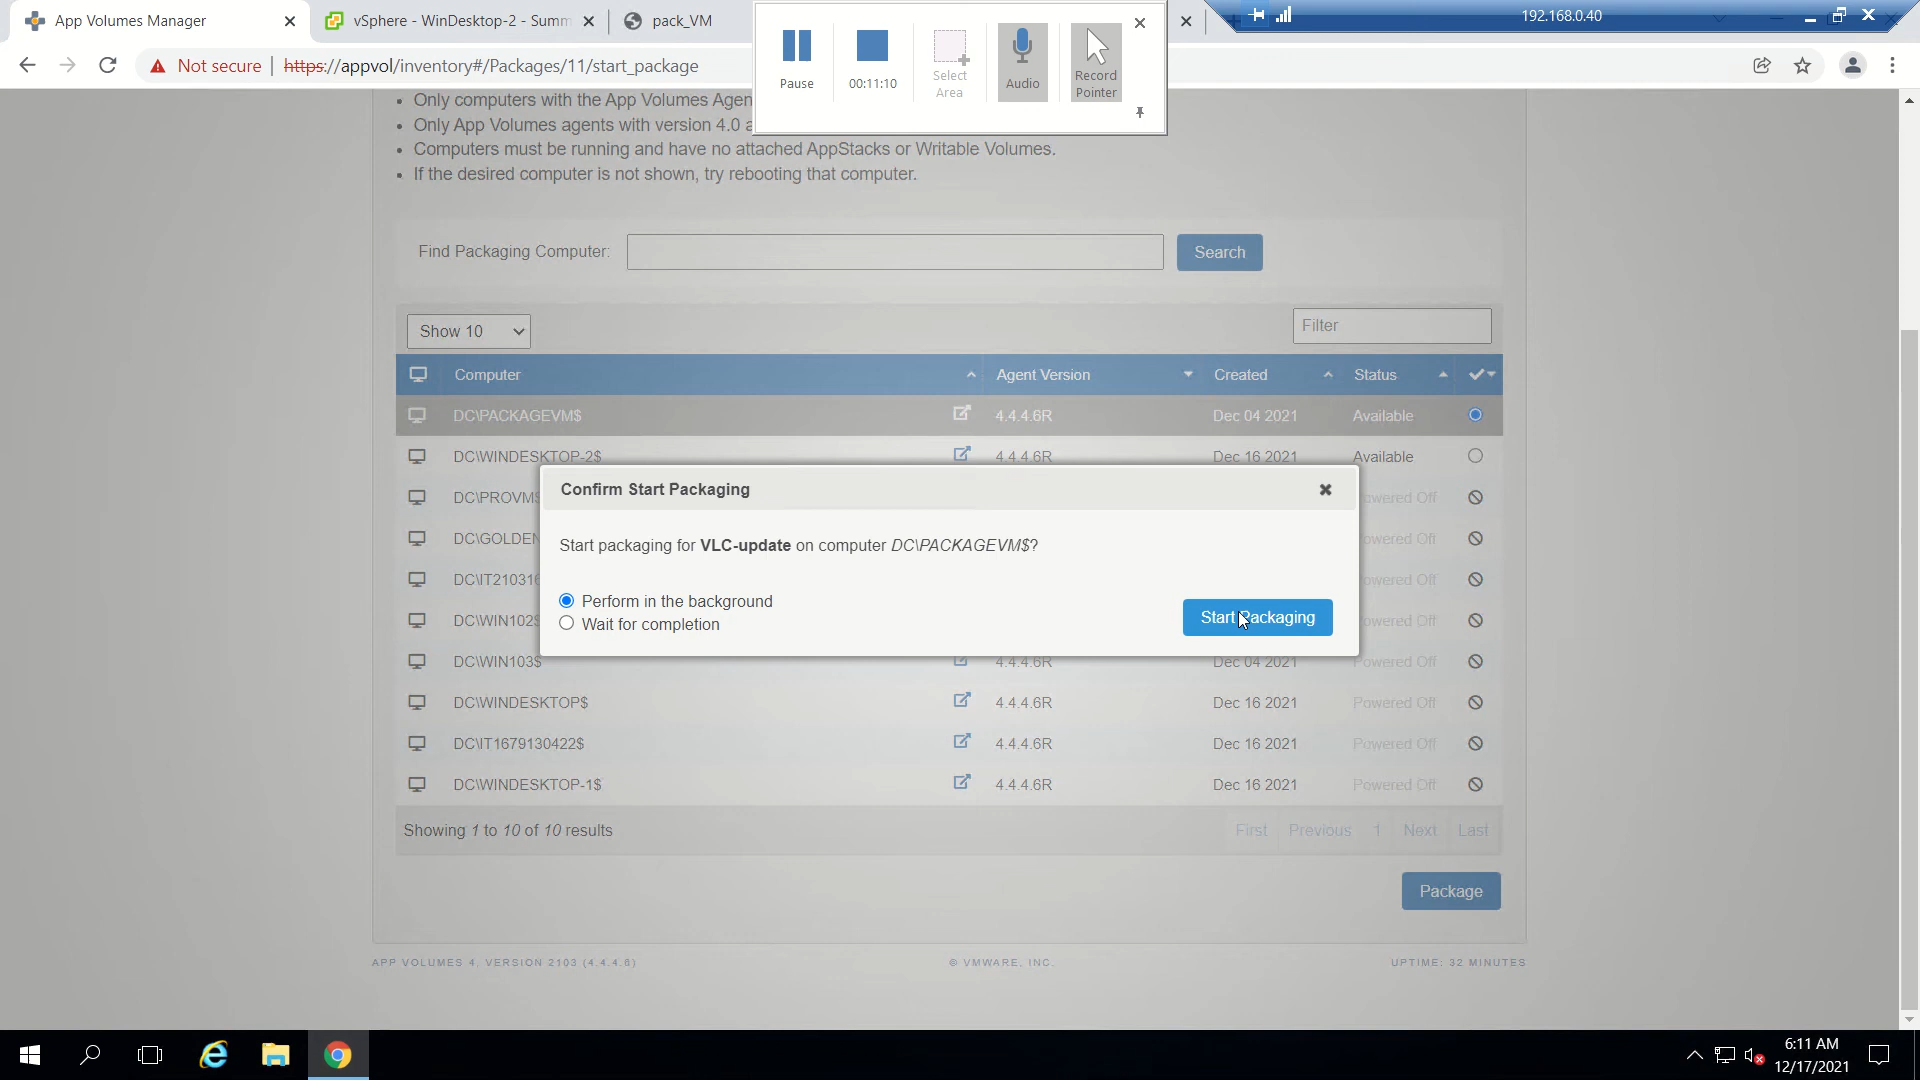 App Volumes Manager
vSphere - WinDesktop-2 - Summ
pack_VM
192.168.0.40
Not secure
https://appvol/inventory#/Packages/11/start_package
Pause
00:11:10
Select
Area
Audio
Record
Pointer
Only computers with the App Volumes Agen
Only App Volumes agents with version 4.0 a
Computers must be running and have no attached AppStacks or Writable Volumes.
If the desired computer is not shown, try rebooting that computer.
Find Packaging Computer:
Search
Show 10
Filter
Computer Agent Version Created Status
DC\PACKAGEVM$ 4.4.4.6R Dec 04 2021 Available
DC\WINDESKTOP-2$ 4.4.4.6R Dec 16 2021 Available
DC\PROVM$ owered Off
DC\GOLDEN owered Off
DC\IT210316 owered Off
DC\WIN102$ owered Off
DC\WIN103$ 4.4.4.6R Dec 04 2021 Powered Off
DC\WINDESKTOP$ 4.4.4.6R Dec 16 2021 Powered Off
DC\IT1679130422$ 4.4.4.6R Dec 16 2021 Powered Off
DC\WINDESKTOP-1$ 4.4.4.6R Dec 16 2021 Powered Off
Confirm Start Packaging
Start packaging for VLC-update on computer DC\PACKAGEVM$?
Perform in the background
Wait for completion
Start Packaging
Showing 1 to 10 of 10 results
First Previous 1 Next Last
Package
APP VOLUMES 4, VERSION 2103 (4.4.4.6)
© VMWARE, INC.
UPTIME: 32 MINUTES
6:11 AM
12/17/2021